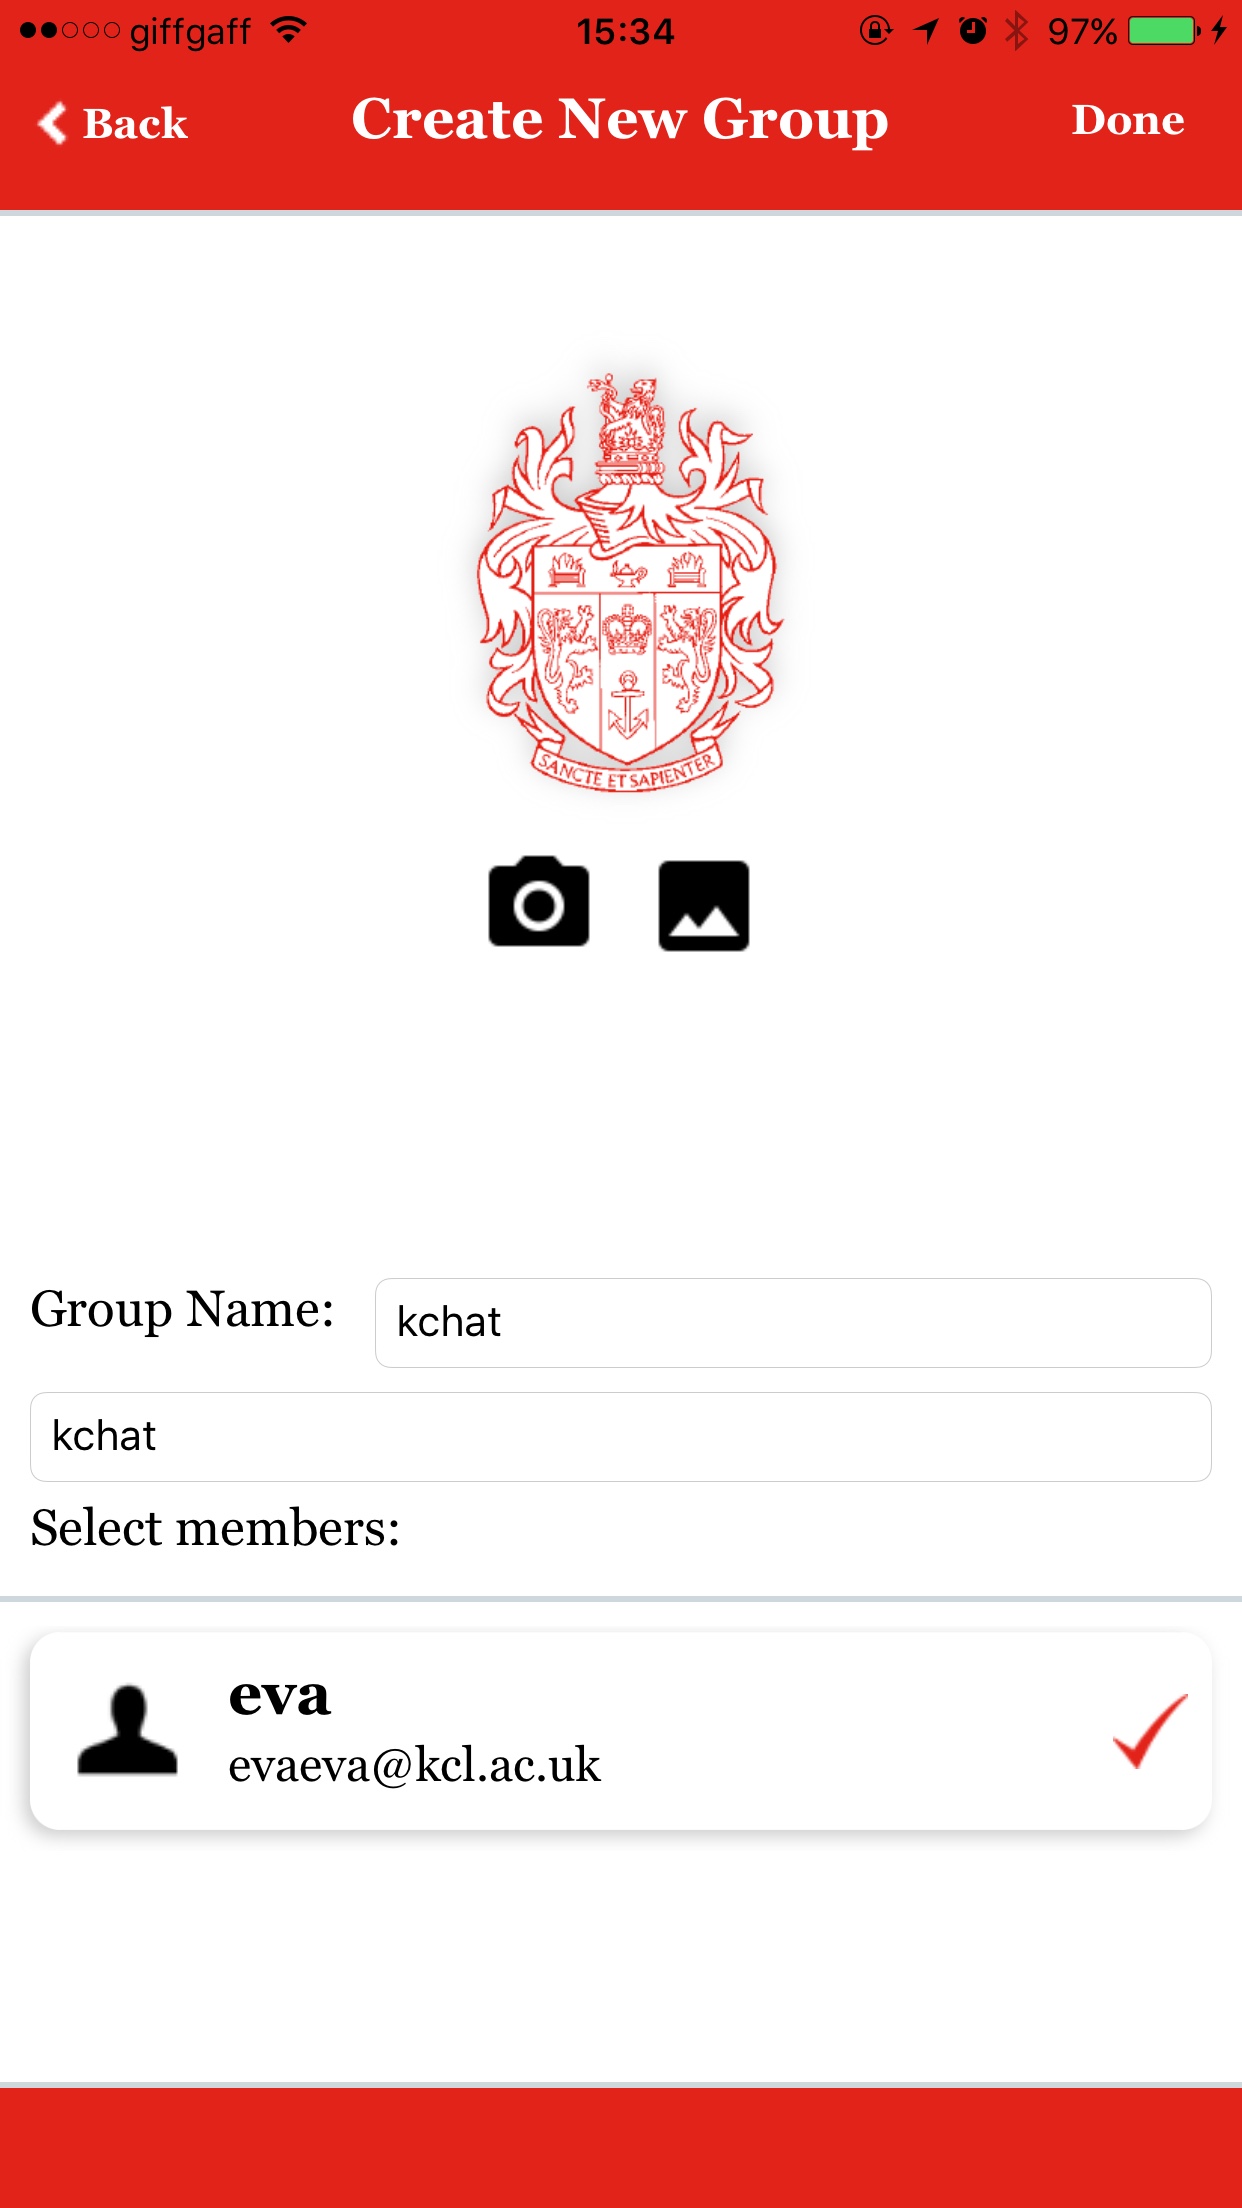 giffgaff 15:34 97%
Back Create New Group Done
SANCTE ET SAPIENTER
Group Name: kchat
kchat
Select members:
eva
evaeva@kcl.ac.uk